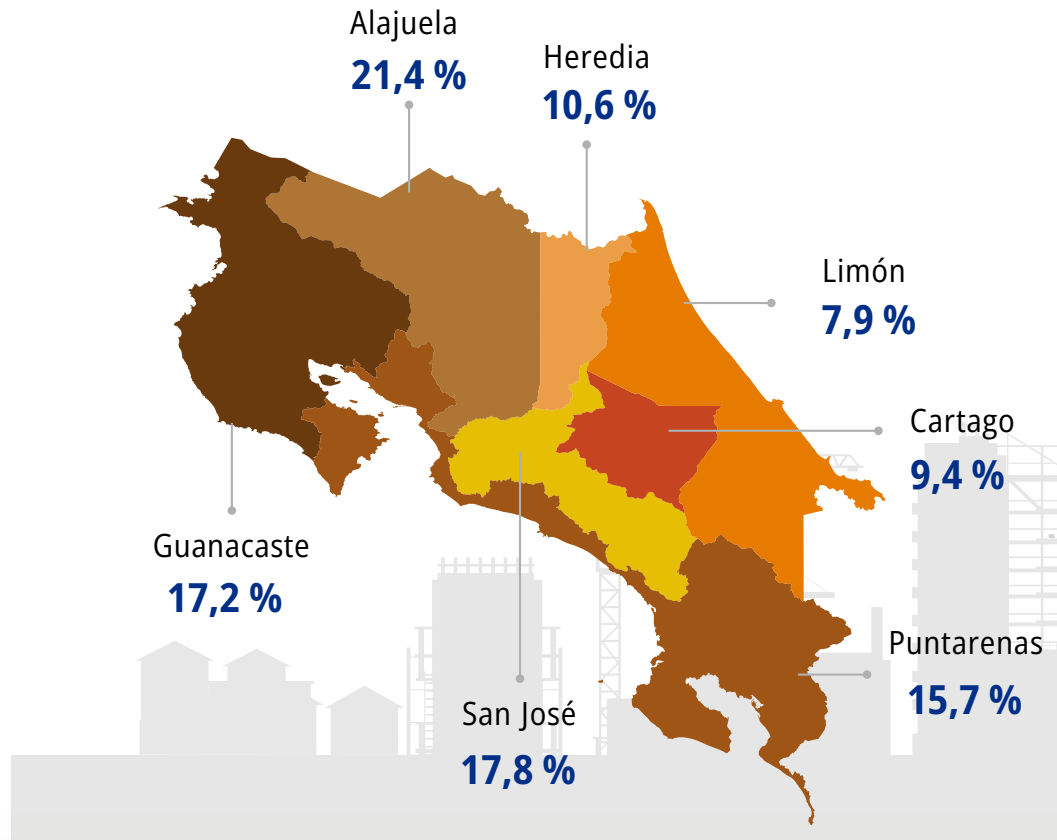 Alajuela
21,4 %
Heredia
10,6 %
Limón
7,9 %
Cartago
9,4 %
Guanacaste
17,2 %
Puntarenas
15,7 %
San José
17,8 %